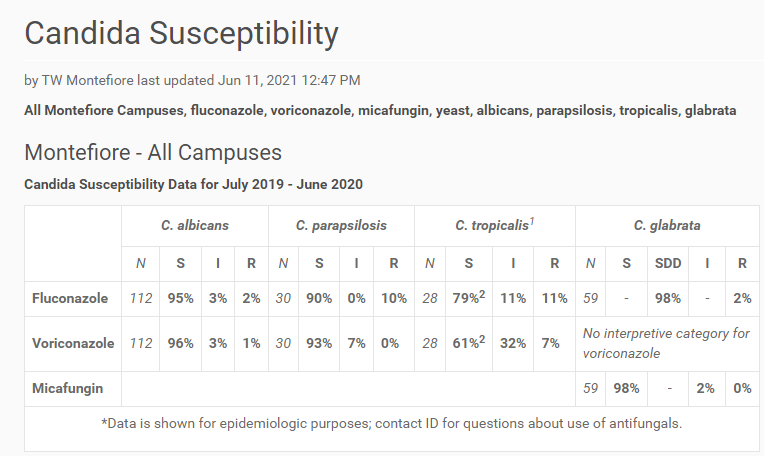 Candida Susceptibility
by TW Montefiore last updated Jun 11, 2021 12:47 PM
All Montefiore Campuses, fluconazole, voriconazole, micafungin, yeast, albicans, parapsilosis, tropicalis, glabrata
Montefiore - All Campuses
Candida Susceptibility Data for July 2019 - June 2020
C. albicans C. parapsilosis C. tropicalis1 C. glabrata
N S I R N S I R N S I R N S SDD I R
Fluconazole 112 95% 3% 2% 30 90% 0% 10% 28 79%2 11% 11% 59 - 98% - 2%
Voriconazole 112 96% 3% 1% 30 93% 7% 0% 28 61%2 32% 7% No interpretive category for
voriconazole
Micafungin 59 98% - 2% 0%
*Data is shown for epidemiologic purposes; contact ID for questions about use of antifungals.